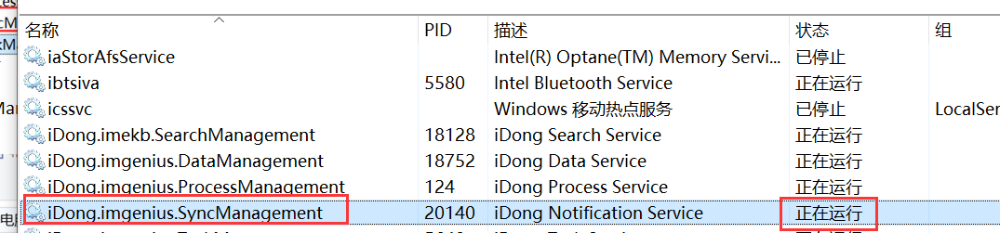 名称 PID 描述 状态 组
iaStorAfsService Intel(R) Optane(TM) Memory Servi... 已停止
ibtsiva 5580 Intel Bluetooth Service 正在运行
icssvc Windows 移动热点服务 已停止 LocalSer
iDong.imekb.SearchManagement 18128 iDong Search Service 正在运行
iDong.imgenius.DataManagement 18752 iDong Data Service 正在运行
iDong.imgenius.ProcessManagement 124 iDong Process Service 正在运行
iDong.imgenius.SyncManagement 20140 iDong Notification Service 正在运行